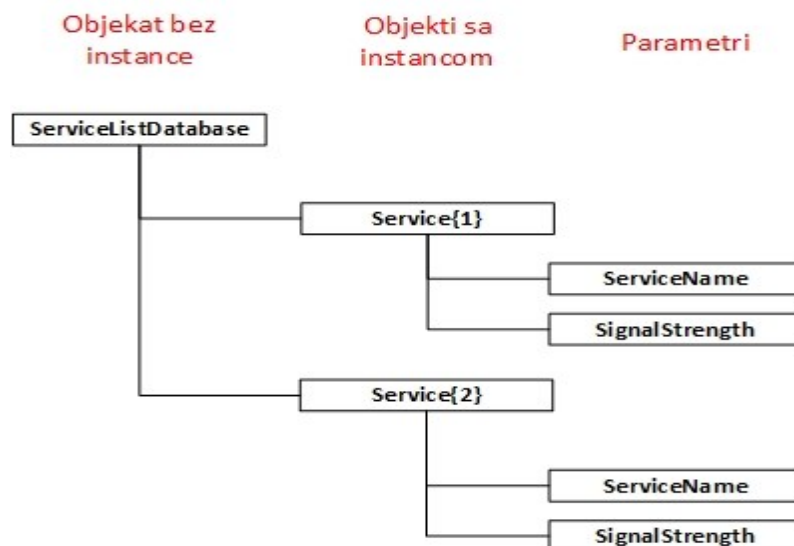 Objekat bez
instance
Objekti sa
instancom
Parametri
ServiceListDatabase
Service{1}
ServiceName
SignalStrength
Service{2}
ServiceName
SignalStrength